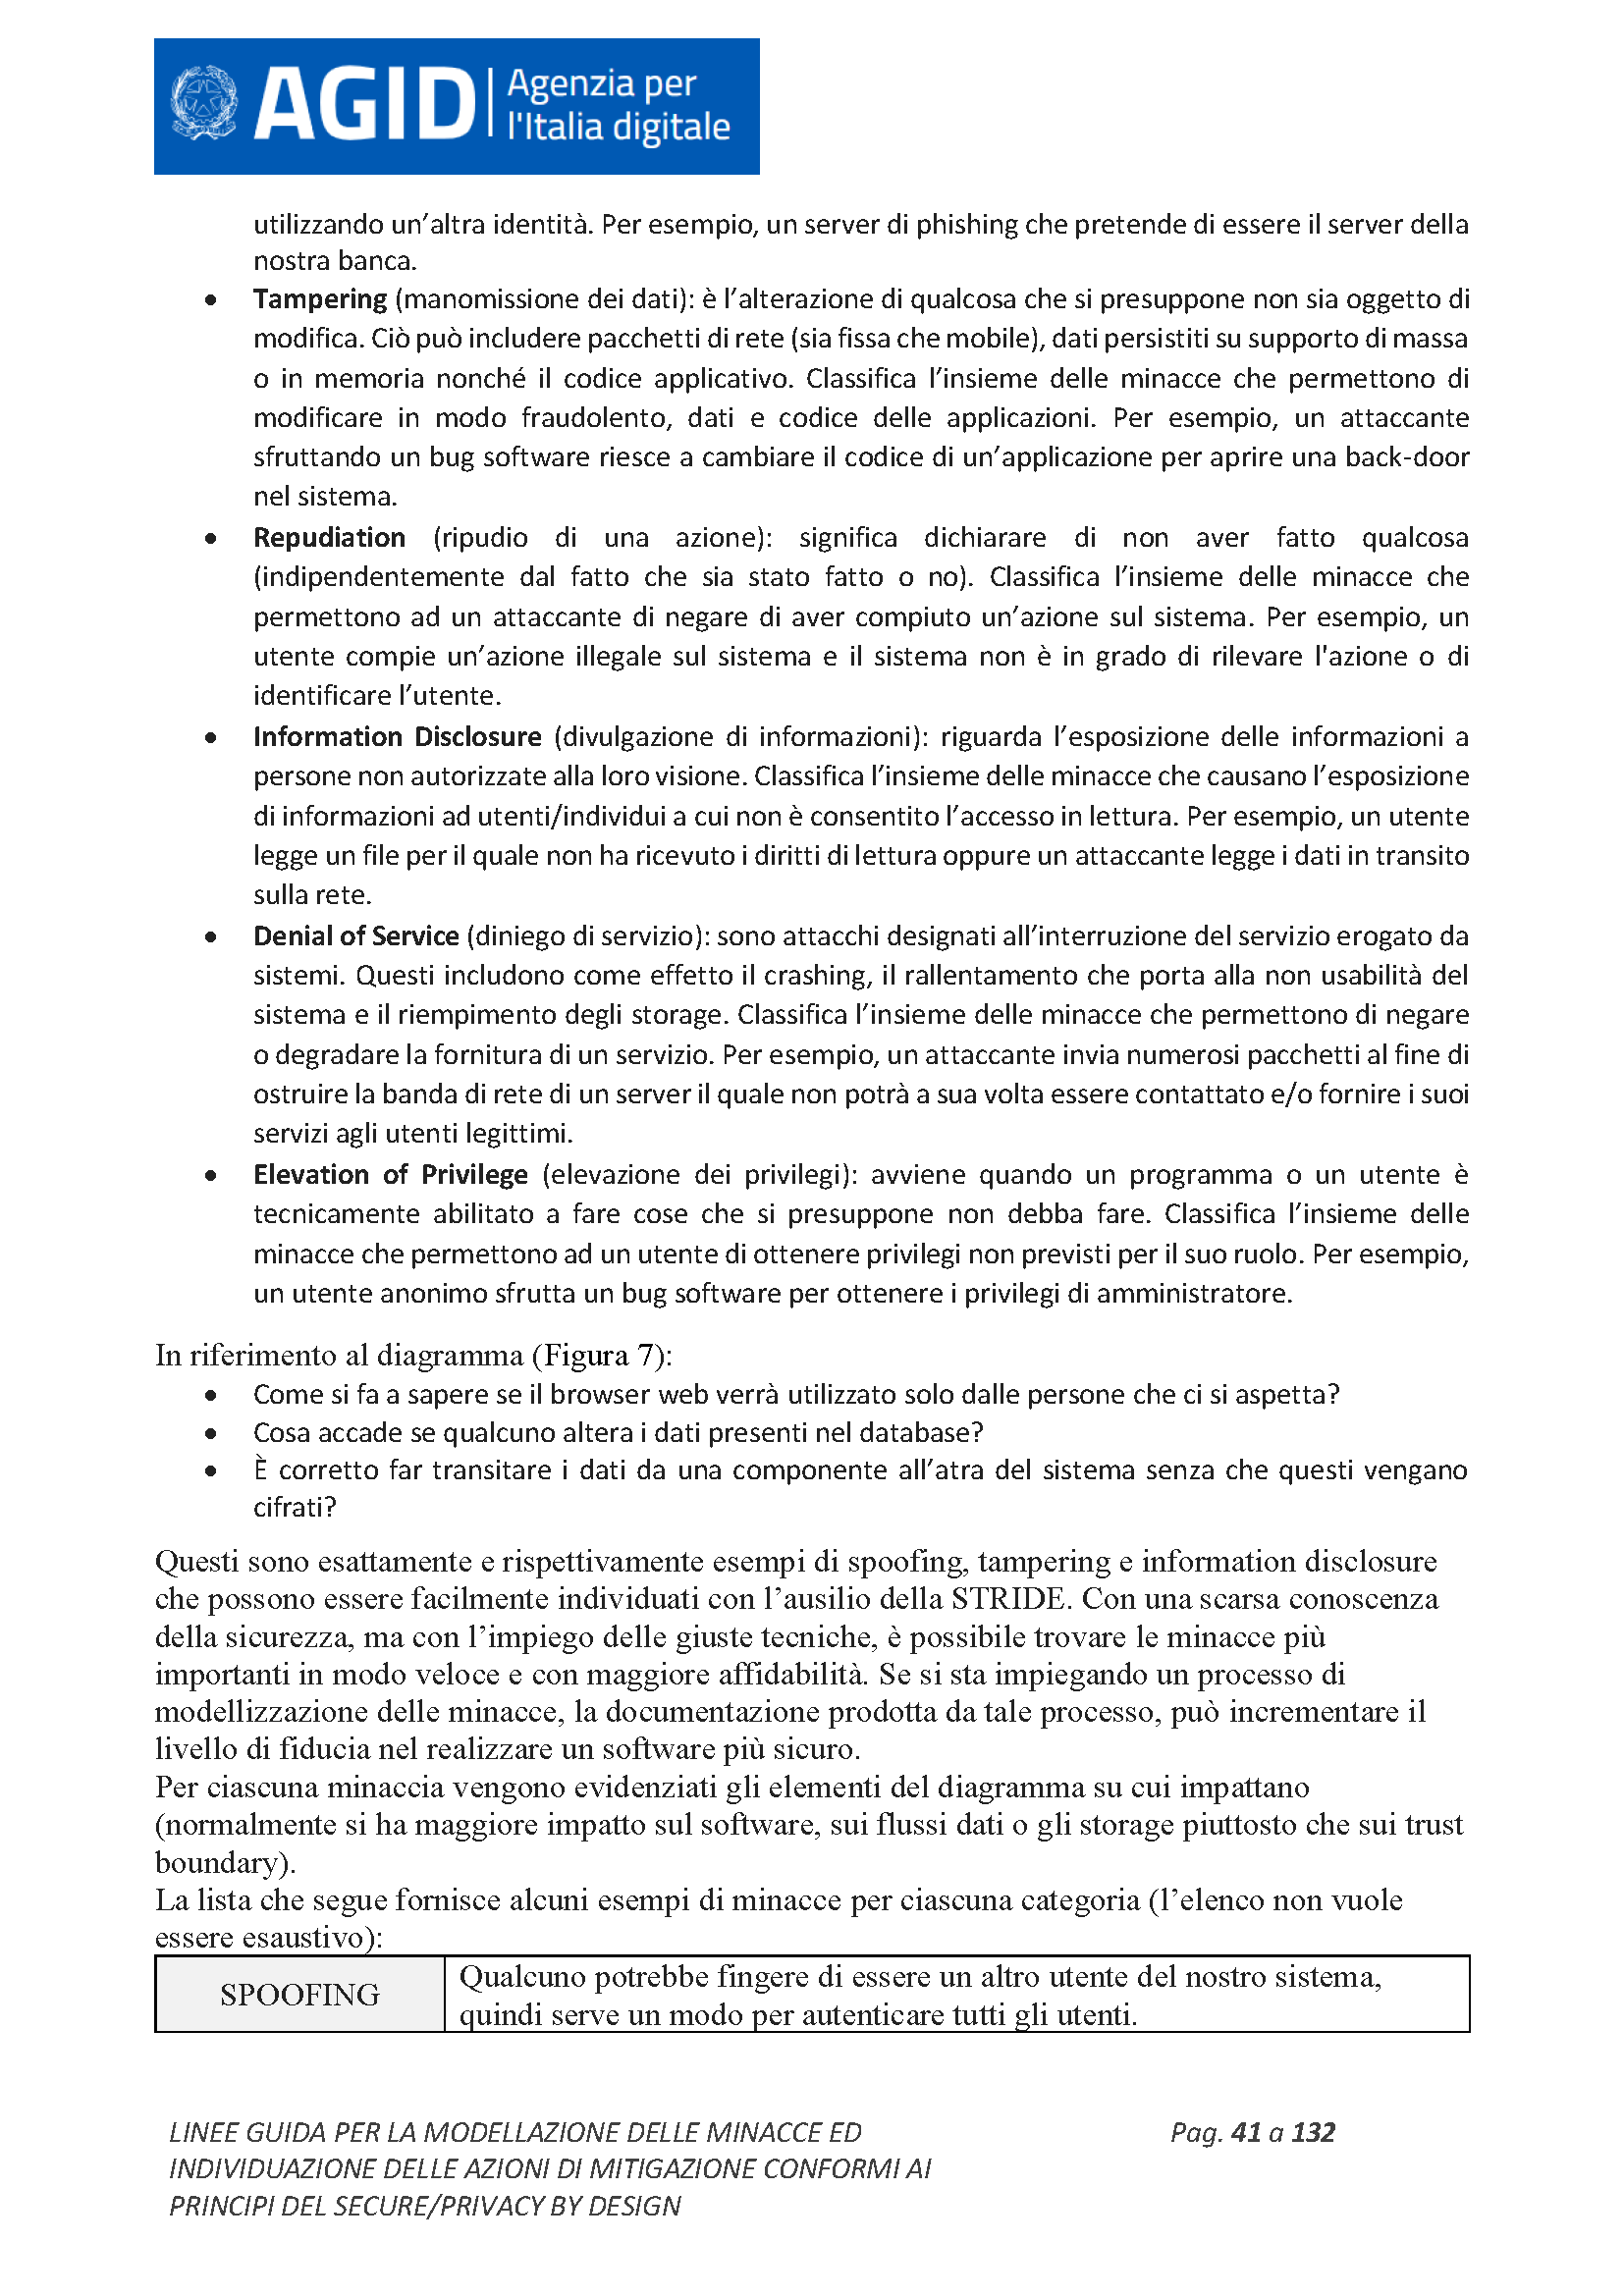 AGID
Agenzia per
l'Italia digitale
utilizzando un’altra identità. Per esempio, un server di phishing che pretende di essere il server della
nostra banca.
• Tampering (manomissione dei dati): è l’alterazione di qualcosa che si presuppone non sia oggetto di
modifica. Ciò può includere pacchetti di rete (sia fissa che mobile), dati persistiti su supporto di massa
o in memoria nonché il codice applicativo. Classifica l’insieme delle minacce che permettono di
modificare in modo fraudolento, dati e codice delle applicazioni. Per esempio, un attaccante
sfruttando un bug software riesce a cambiare il codice di un’applicazione per aprire una back-door
nel sistema.
• Repudiation (ripudio di una azione): significa dichiarare di non aver fatto qualcosa
(indipendentemente dal fatto che sia stato fatto o no). Classifica l’insieme delle minacce che
permettono ad un attaccante di negare di aver compiuto un’azione sul sistema. Per esempio, un
utente compie un’azione illegale sul sistema e il sistema non è in grado di rilevare l'azione o di
identificare l’utente.
• Information Disclosure (divulgazione di informazioni): riguarda l’esposizione delle informazioni a
persone non autorizzate alla loro visione. Classifica l’insieme delle minacce che causano l’esposizione
di informazioni ad utenti/individui a cui non è consentito l’accesso in lettura. Per esempio, un utente
legge un file per il quale non ha ricevuto i diritti di lettura oppure un attaccante legge i dati in transito
sulla rete.
• Denial of Service (diniego di servizio): sono attacchi designati all’interruzione del servizio erogato da
sistemi. Questi includono come effetto il crashing, il rallentamento che porta alla non usabilità del
sistema e il riempimento degli storage. Classifica l’insieme delle minacce che permettono di negare
o degradare la fornitura di un servizio. Per esempio, un attaccante invia numerosi pacchetti al fine di
ostruire la banda di rete di un server il quale non potrà a sua volta essere contattato e/o fornire i suoi
servizi agli utenti legittimi.
• Elevation of Privilege (elevazione dei privilegi): avviene quando un programma o un utente è
tecnicamente abilitato a fare cose che si presuppone non debba fare. Classifica l’insieme delle
minacce che permettono ad un utente di ottenere privilegi non previsti per il suo ruolo. Per esempio,
un utente anonimo sfrutta un bug software per ottenere i privilegi di amministratore.
In riferimento al diagramma (Figura 7):
• Come si fa a sapere se il browser web verrà utilizzato solo dalle persone che ci si aspetta?
• Cosa accade se qualcuno altera i dati presenti nel database?
• È corretto far transitare i dati da una componente all’atra del sistema senza che questi vengano
cifrati?
Questi sono esattamente e rispettivamente esempi di spoofing, tampering e information disclosure
che possono essere facilmente individuati con l’ausilio della STRIDE. Con una scarsa conoscenza
della sicurezza, ma con l’impiego delle giuste tecniche, è possibile trovare le minacce più
importanti in modo veloce e con maggiore affidabilità. Se si sta impiegando un processo di
modellizzazione delle minacce, la documentazione prodotta da tale processo, può incrementare il
livello di fiducia nel realizzare un software più sicuro.
Per ciascuna minaccia vengono evidenziati gli elementi del diagramma su cui impattano
(normalmente si ha maggiore impatto sul software, sui flussi dati o gli storage piuttosto che sui trust
boundary).
La lista che segue fornisce alcuni esempi di minacce per ciascuna categoria (l’elenco non vuole
essere esaustivo):
SPOOFING
Qualcuno potrebbe fingere di essere un altro utente del nostro sistema,
quindi serve un modo per autenticare tutti gli utenti.
LINEE GUIDA PER LA MODELLAZIONE DELLE MINACCE ED
INDIVIDUAZIONE DELLE AZIONI DI MITIGAZIONE CONFORMI AI
PRINCIPI DEL SECURE/PRIVACY BY DESIGN
Pag. 41 a 132